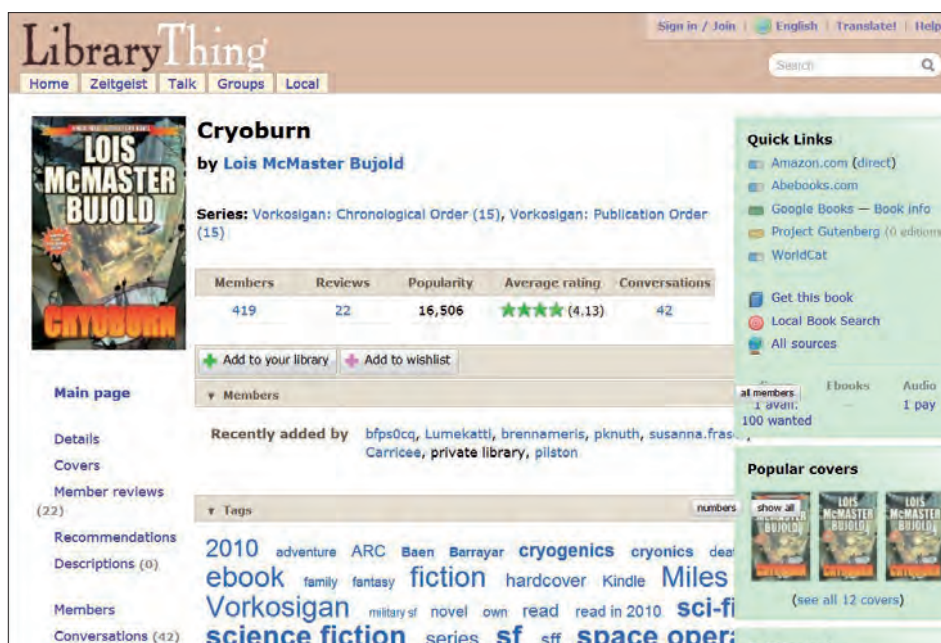 LibraryThing
Sign in / Join | English | Translate! | Help
Search
Home Zeitgeist Talk Groups Local
LOIS
McMASTER
BUJOLD
CRYOBURN
Main page
Details
Covers
Member reviews
(22)
Recommendations
Descriptions (0)
Members
Conversations (42)
Cryoburn
by Lois McMaster Bujold
Series: Vorkosigan: Chronological Order (15), Vorkosigan: Publication Order
(15)
Members Reviews Popularity Average rating Conversations
419 22 16,506 (4.13) 42
Add to your library Add to wishlist
Members
all members
Recently added by bfps0cq, Lumekatti, brennameris, pknuth,
Carricee, private library, pilston
Tags numbers show all
2010 adventure ARC Baen Barrayar cryogenics cryonics
ebook family fantasy fiction hardcover Kindle Miles
Vorkosigan military sf novel own read read in 2010 sci-fi
science fiction series sf sff space opera
Quick Links
Amazon.com (direct)
Abebooks.com
Google Books — Book info
Project Gutenberg (0 editions
WorldCat
Get this book
Local Book Search
All sources
Ebooks Audio
1 avail. – 1 pay
100 wanted
Popular covers
LOIS
McMASTER
BUJOLD
LOIS
McMASTER
BUJOLD
LOIS
McMASTER
BUJOLD
(see all 12 covers)